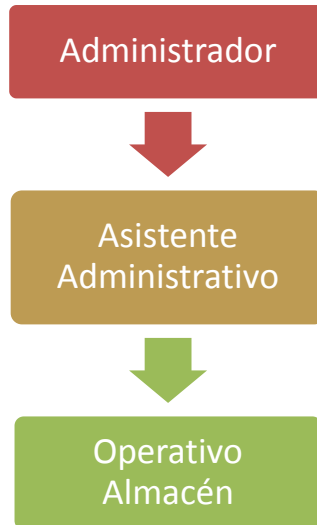 Administrador
Asistente
Administrativo
Operativo
Almacén